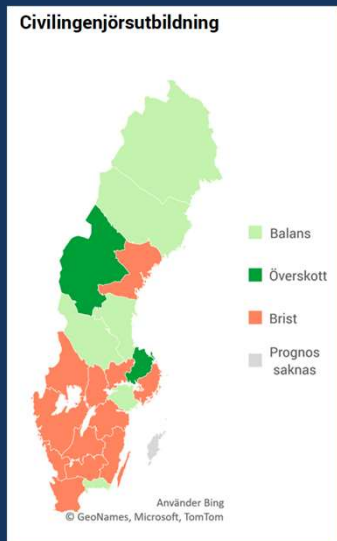 Civilingenjörsutbildning
Balans
Överskott
Brist
Prognos
saknas
Använder Bing
© GeoNames, Microsoft, TomTom